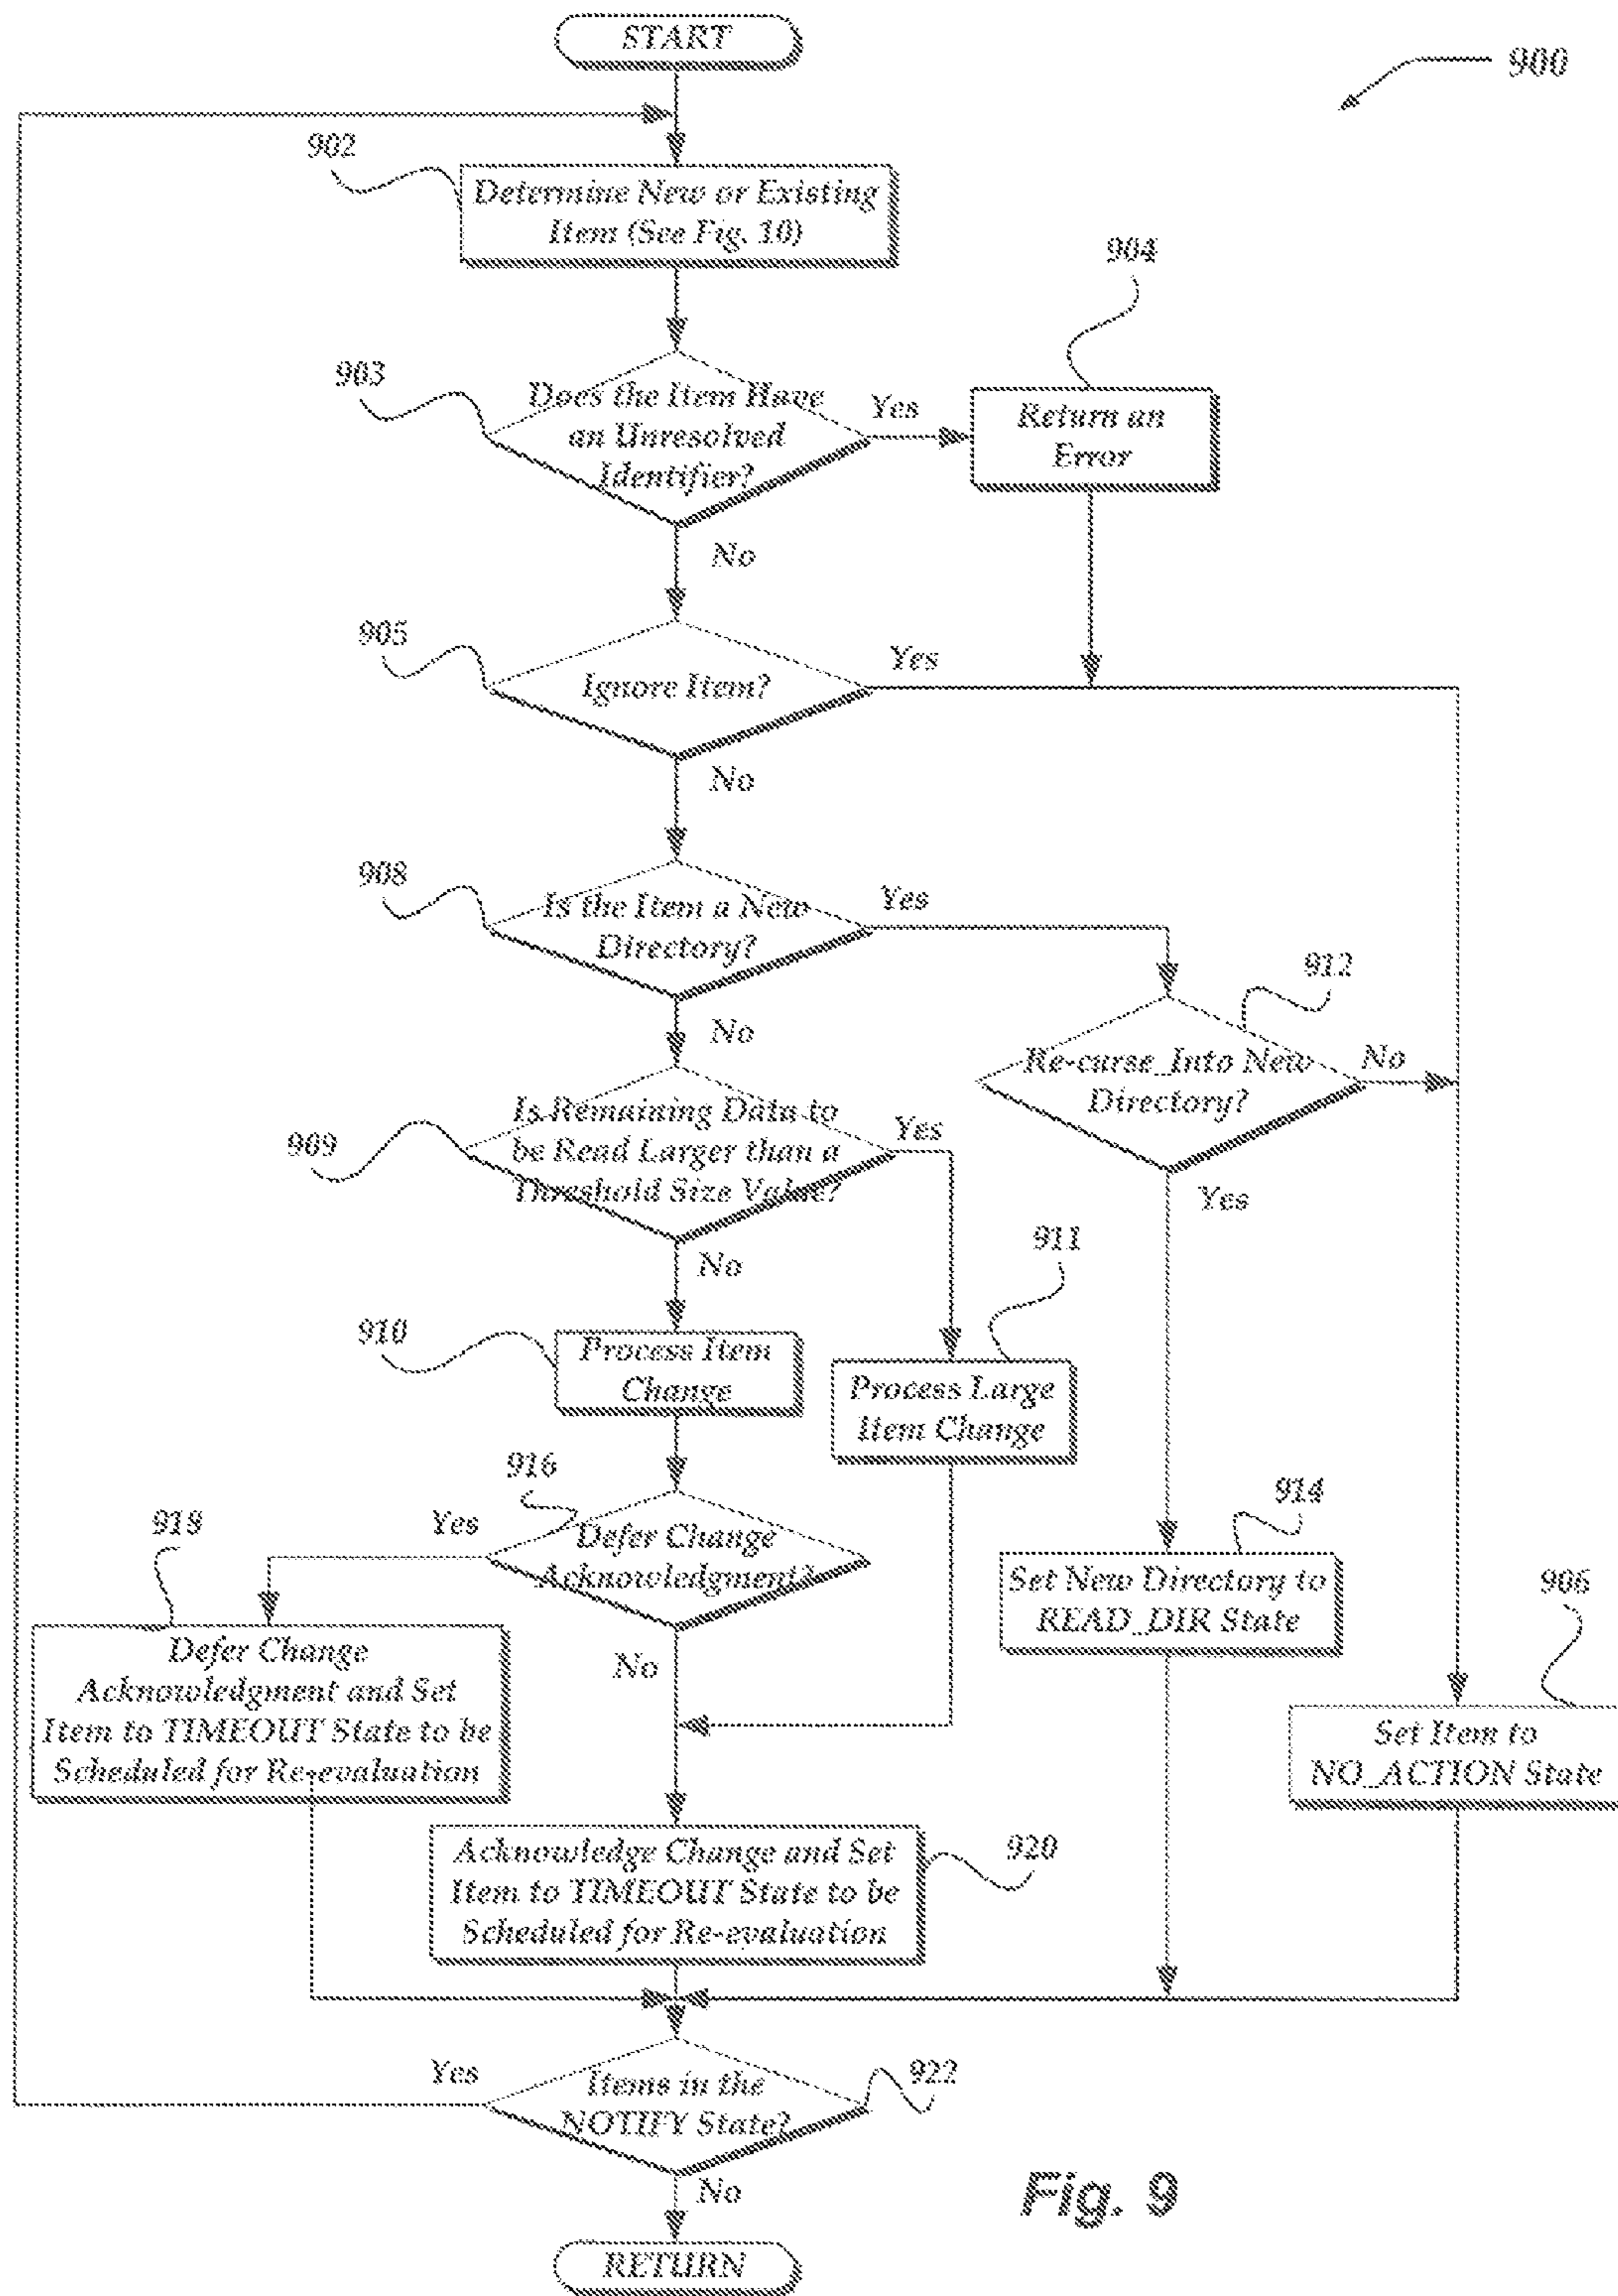 START
900
902
Determine New or Existing
Item (See Fig. 10)
904
903
Does the Item Have
an Unresolved
Identifier?
Yes
Return an
Error
No
905
Ignore Item?
Yes
No
908
Is the Item a New
Directory?
Yes
912
No
Re-curse Into New
Directory?
No
Is Remaining Data to
be Read Larger than a
Threshold Size Value?
909
Yes
Yes
No
911
910
Process Item
Change
Process Large
Item Change
916
914
918
Yes
Defer Change
Acknowledgment?
Set New Directory to
READ_DIR State
906
No
Defer Change
Acknowledgment and Set
Item to TIMEOUT State to be
Scheduled for Re-evaluation
Set Item to
NO_ACTION State
Acknowledge Change and Set
Item to TIMEOUT State to be
Scheduled for Re-evaluation
920
Yes
Items in the
NOTIFY State?
922
No
Fig. 9
RETURN